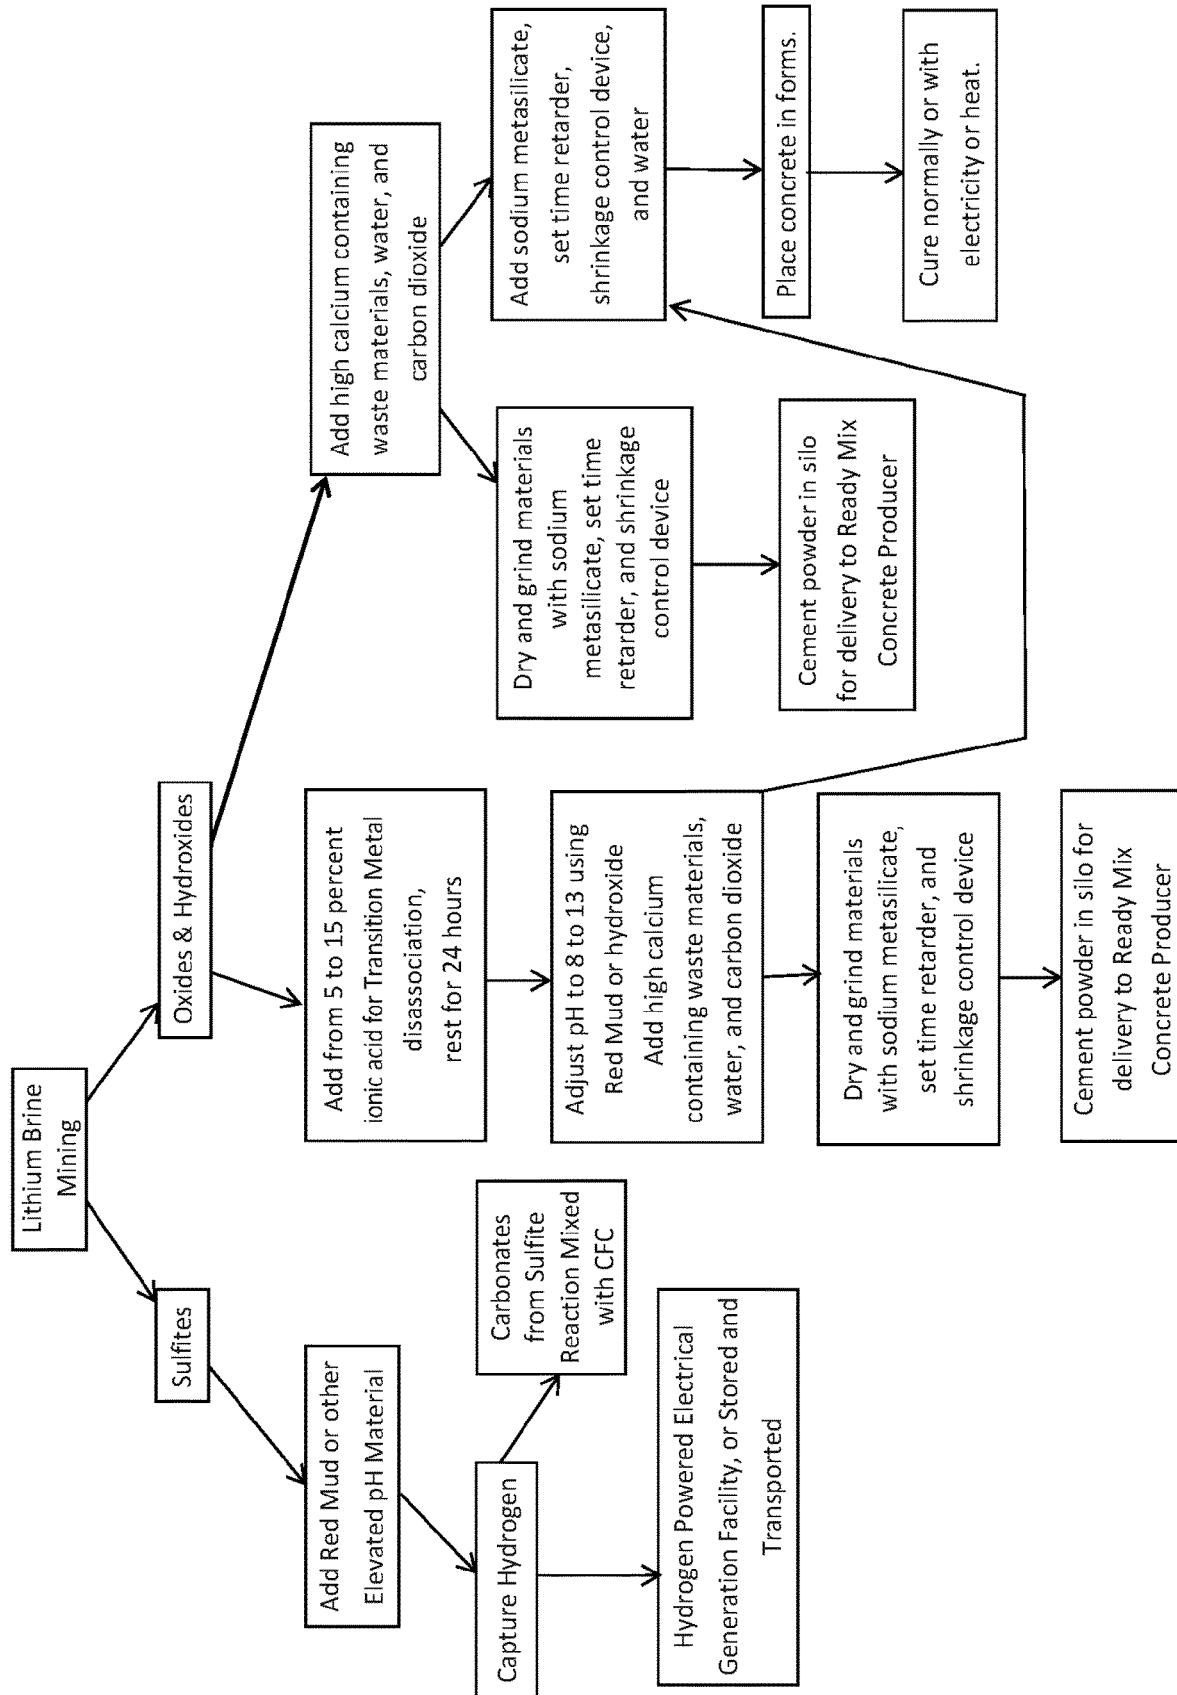 Lithium Brine
Mining
Sulfites
Oxides & Hydroxides
Add Red Mud or other
Elevated pH Material
Add from 5 to 15 percent
ionic acid for Transition Metal
disassociation,
rest for 24 hours
Add high calcium containing
waste materials, water, and
carbon dioxide
Capture Hydrogen
Carbonates
from Sulfite
Reaction Mixed
with CFC
Adjust pH to 8 to 13 using
Red Mud or hydroxide
Add high calcium
containing waste materials,
water, and carbon dioxide
Dry and grind materials
with sodium
metasilicate, set time
retarder, and shrinkage
control device
Add sodium metasilicate,
set time retarder,
shrinkage control device,
and water
Hydrogen Powered Electrical
Generation Facility, or Stored and
Transported
Dry and grind materials
with sodium metasilicate,
set time retarder, and
shrinkage control device
Cement powder in silo
for delivery to Ready Mix
Concrete Producer
Place concrete in forms.
Cement powder in silo for
delivery to Ready Mix
Concrete Producer
Cure normally or with
electricity or heat.